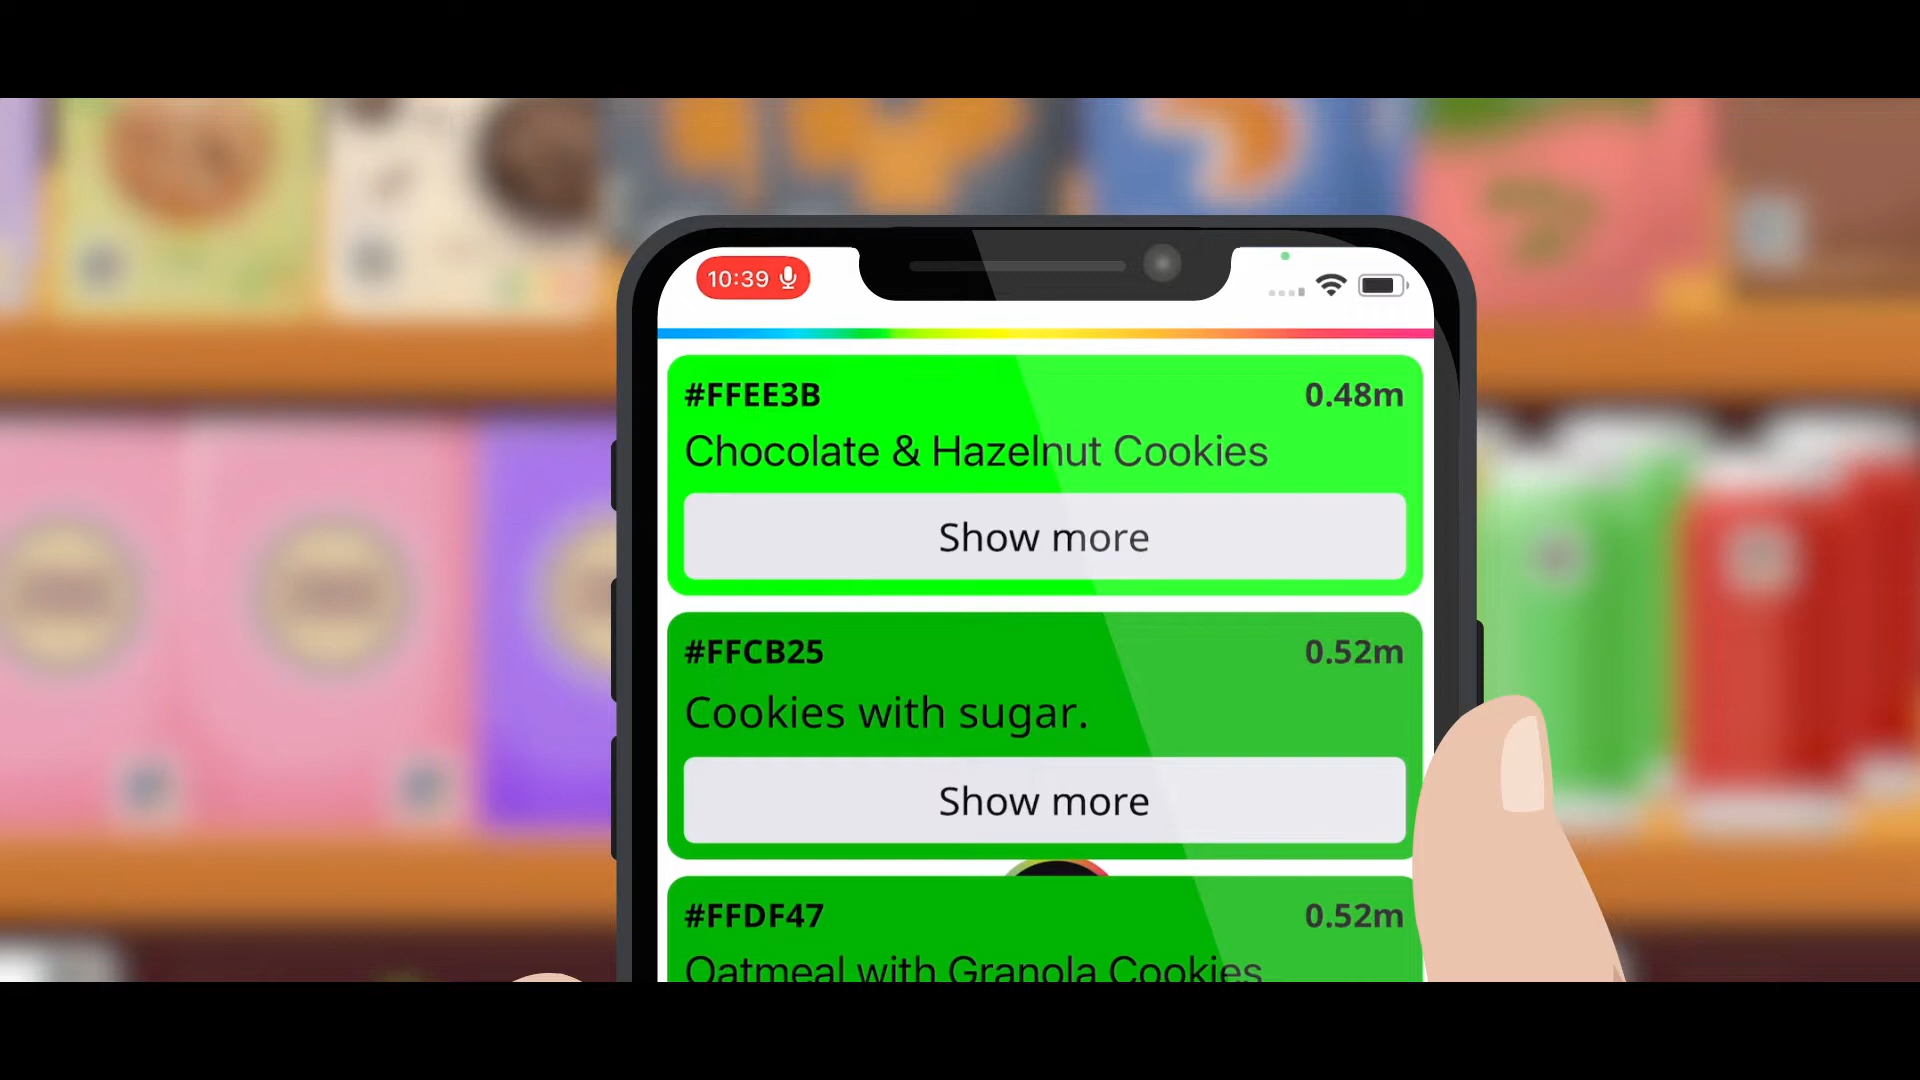 10:39
#FFEE3B 0.48m
Chocolate & Hazelnut Cookies
Show more
#FFCB25 0.52m
Cookies with sugar.
Show more
#FFDF47 0.52m
Oatmeal with Granola Cookies